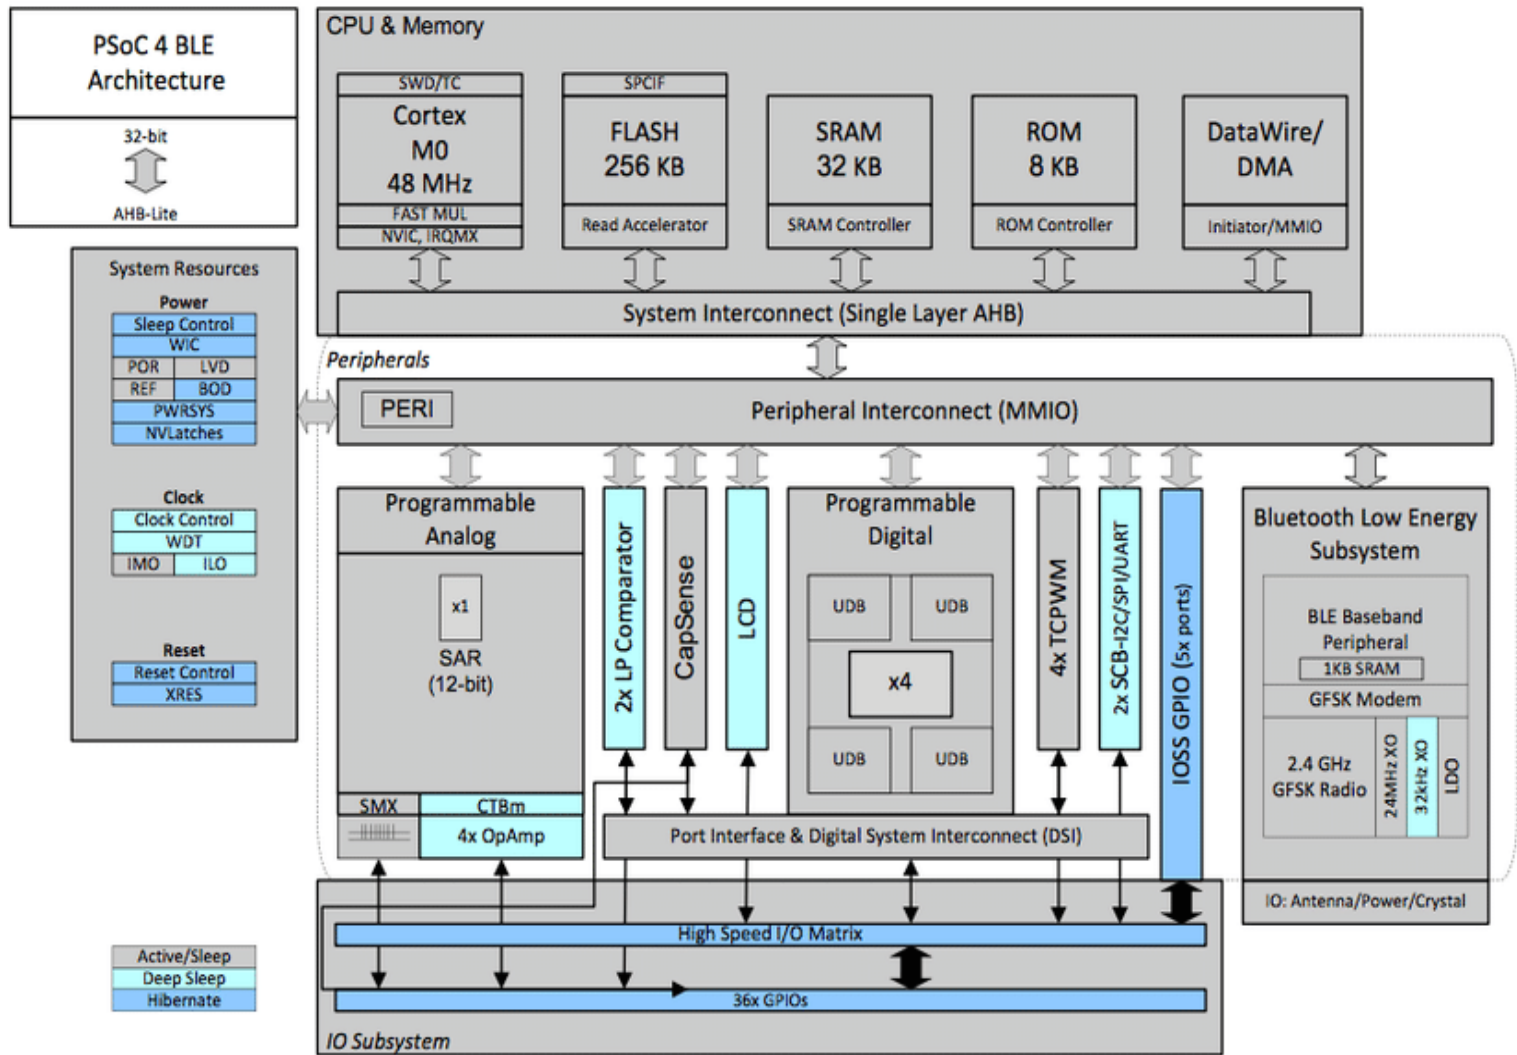 PSoC 4 BLE
Architecture
32-bit
AHB-Lite
CPU & Memory
SWD/TC
Cortex
M0
48 MHz
FAST MUL
NVIC, IRQMX
SPCIF
FLASH
256 KB
Read Accelerator
SRAM
32 KB
SRAM Controller
ROM
8 KB
ROM Controller
DataWire/
DMA
Initiator/MMIO
System Interconnect (Single Layer AHB)
System Resources
Power
Sleep Control
WIC
POR LVD
REF BOD
PWRSYS
NVLatches
Clock
Clock Control
WDT
IMO ILO
Reset
Reset Control
XRES
Peripherals
PERI
Peripheral Interconnect (MMIO)
Programmable
Analog
x1
SAR
(12-bit)
SMX
CTBm
4x OpAmp
2x LP Comparator
CapSense
LCD
Programmable
Digital
UDB UDB
x4
UDB UDB
4x TCPWM
2x SCB-I2C/SPI/UART
IOSS GPIO (5x ports)
Bluetooth Low Energy
Subsystem
BLE Baseband
Peripheral
1KB SRAM
GFSK Modem
2.4 GHz
GFSK Radio
24MHz XO
32kHz XO
LDO
IO: Antenna/Power/Crystal
Port Interface & Digital System Interconnect (DSI)
High Speed I/O Matrix
36x GPIOs
IO Subsystem
Active/Sleep
Deep Sleep
Hibernate